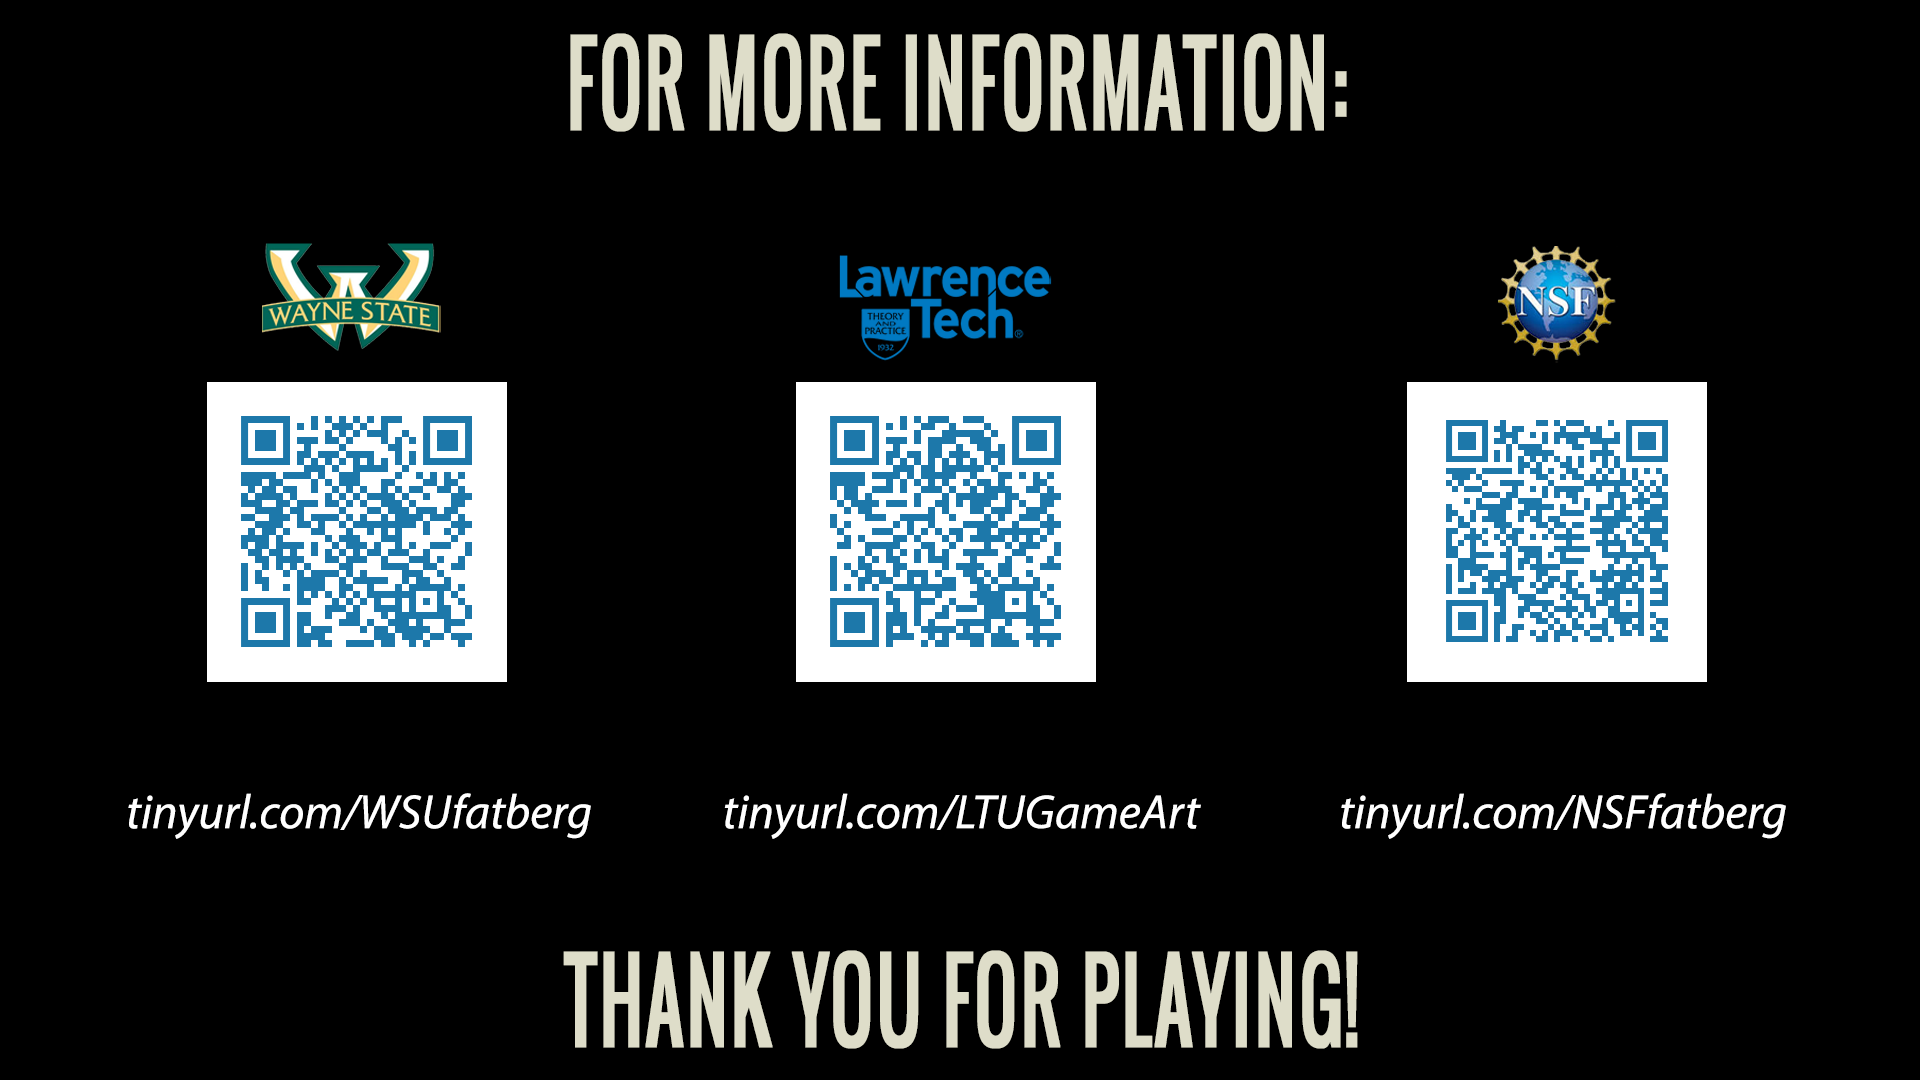 FOR MORE INFORMATION:
WAYNE STATE
Lawrence
Tech®
THEORY
AND
PRACTICE
1932
NSF
tinyurl.com/WSUfatberg
tinyurl.com/LTUGameArt
tinyurl.com/NSFfatberg
THANK YOU FOR PLAYING!